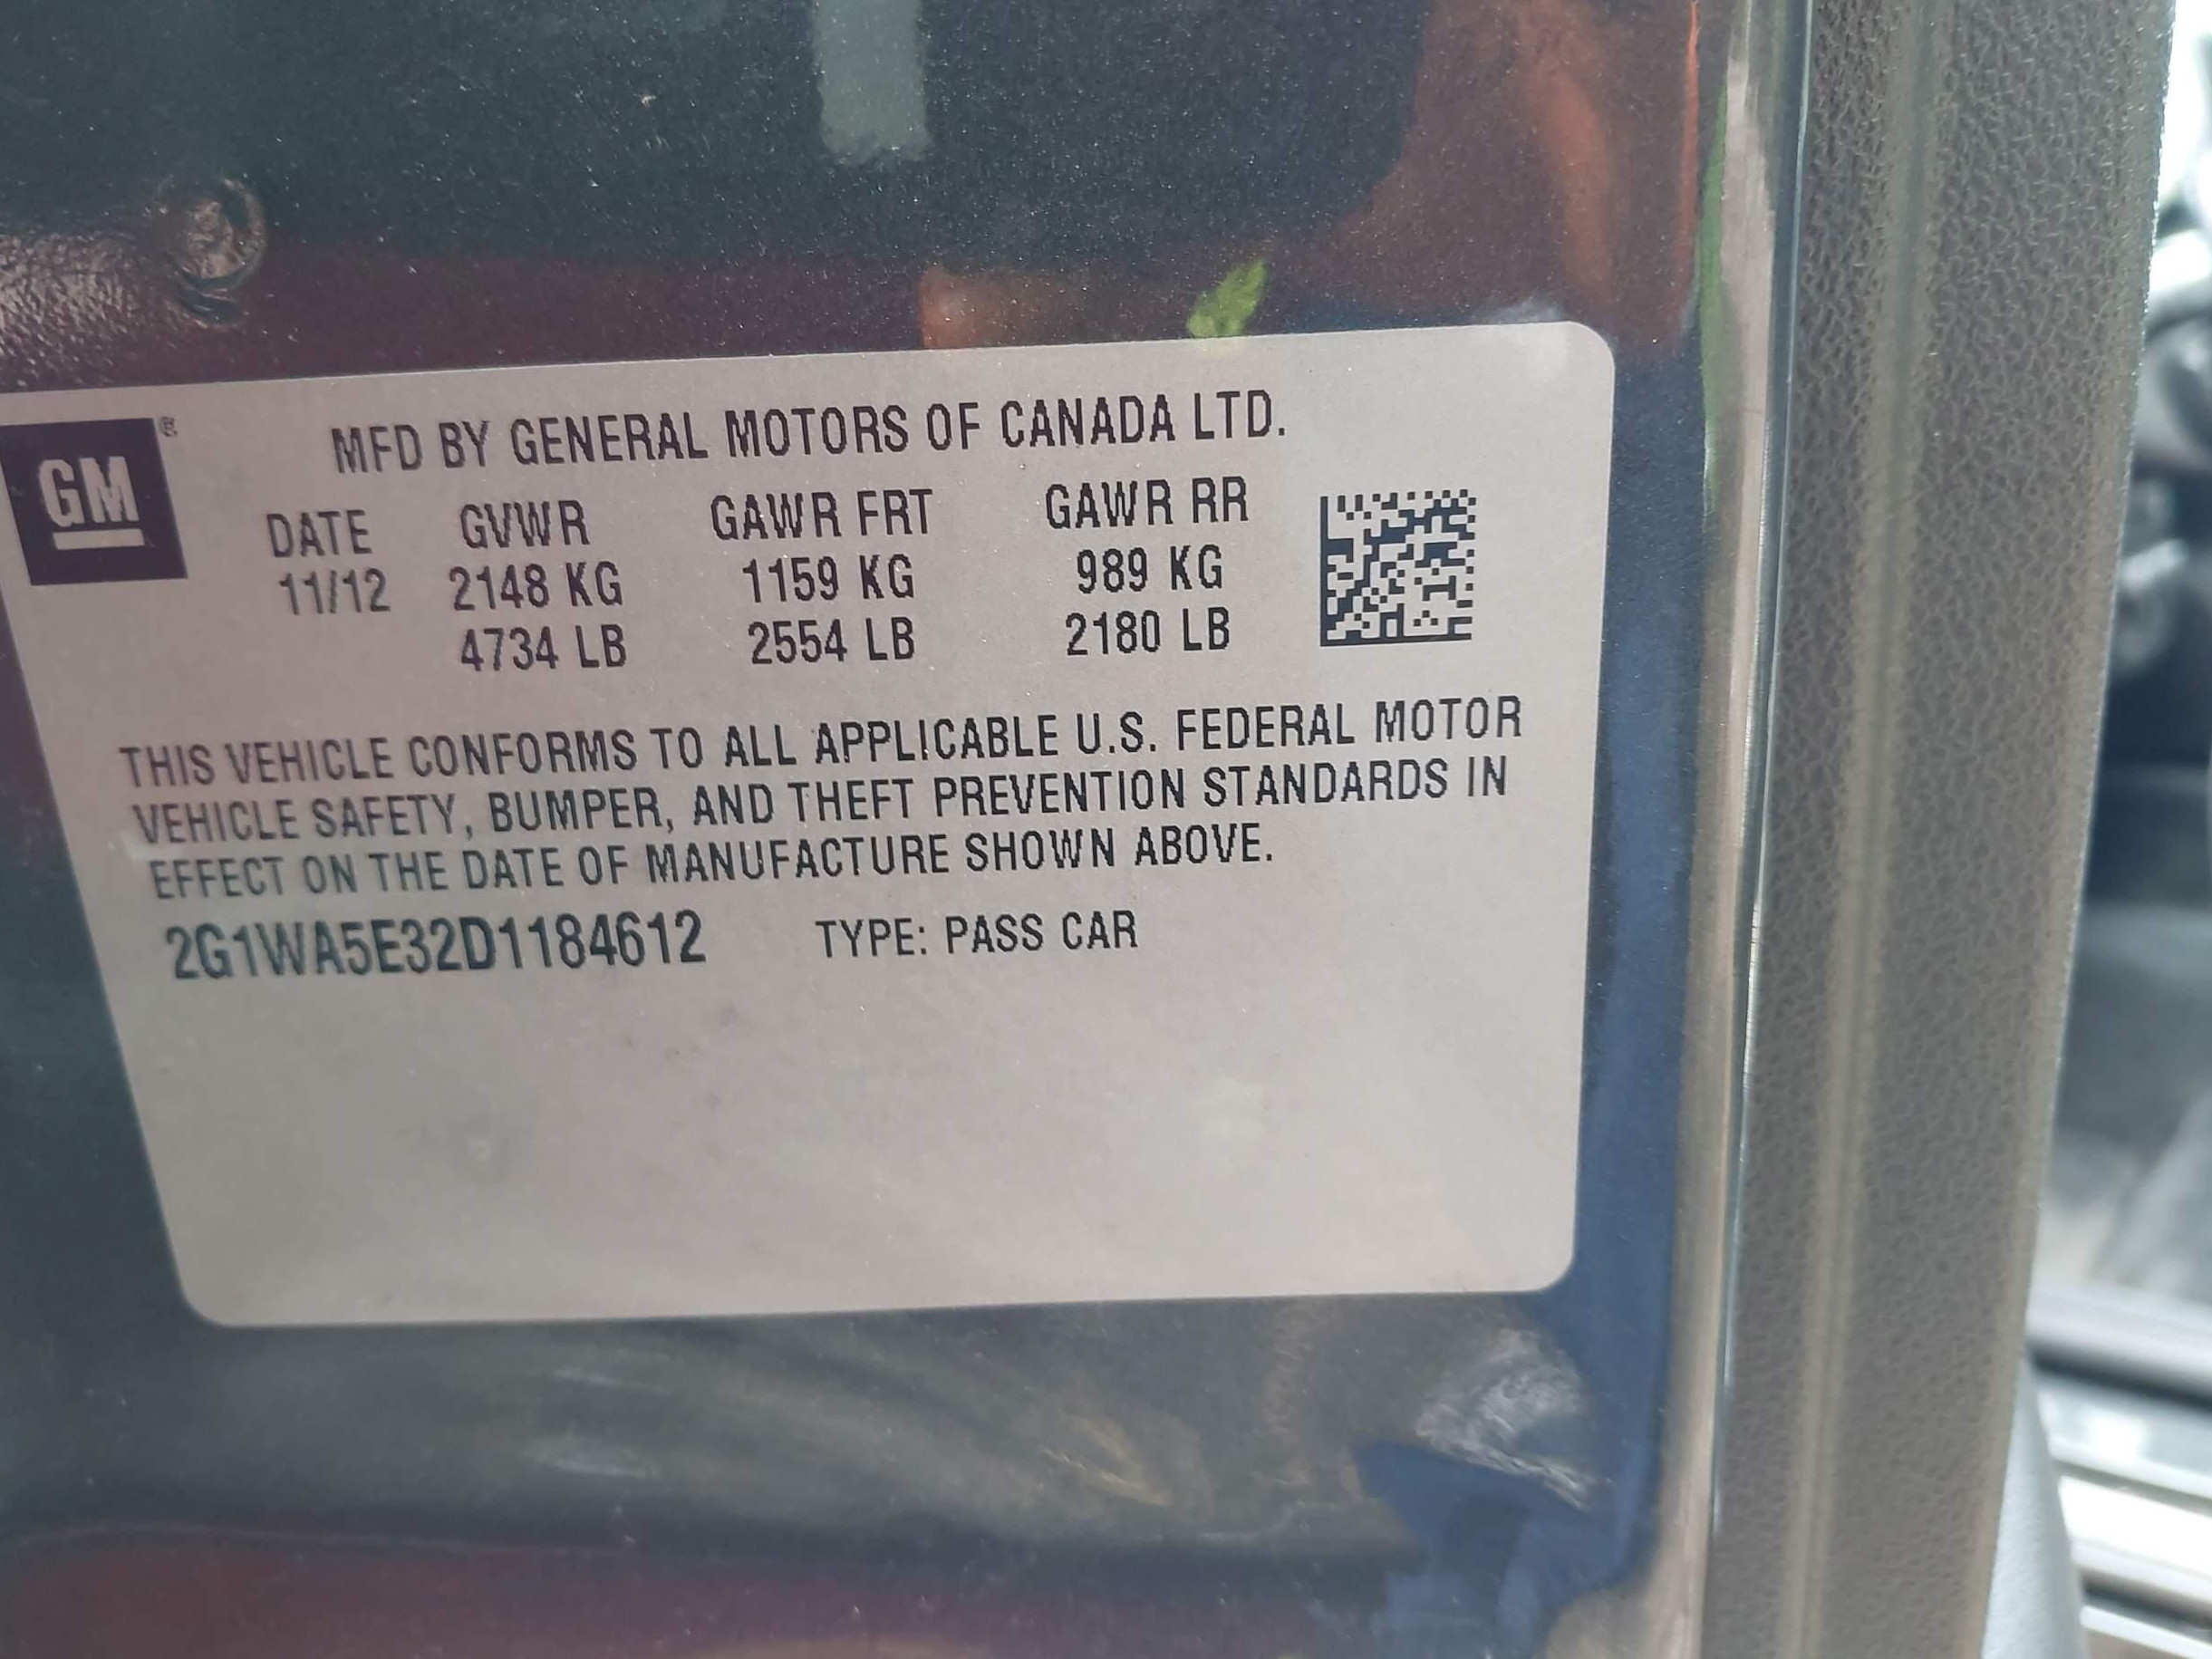 GM ®
MFD BY GENERAL MOTORS OF CANADA LTD.
DATE GVWR GAWR FRT GAWR RR
11/12 2148 KG 1159 KG 989 KG
4734 LB 2554 LB 2180 LB
THIS VEHICLE CONFORMS TO ALL APPLICABLE U.S. FEDERAL MOTOR
VEHICLE SAFETY, BUMPER, AND THEFT PREVENTION STANDARDS IN
EFFECT ON THE DATE OF MANUFACTURE SHOWN ABOVE.
2G1WA5E32D1184612 TYPE: PASS CAR